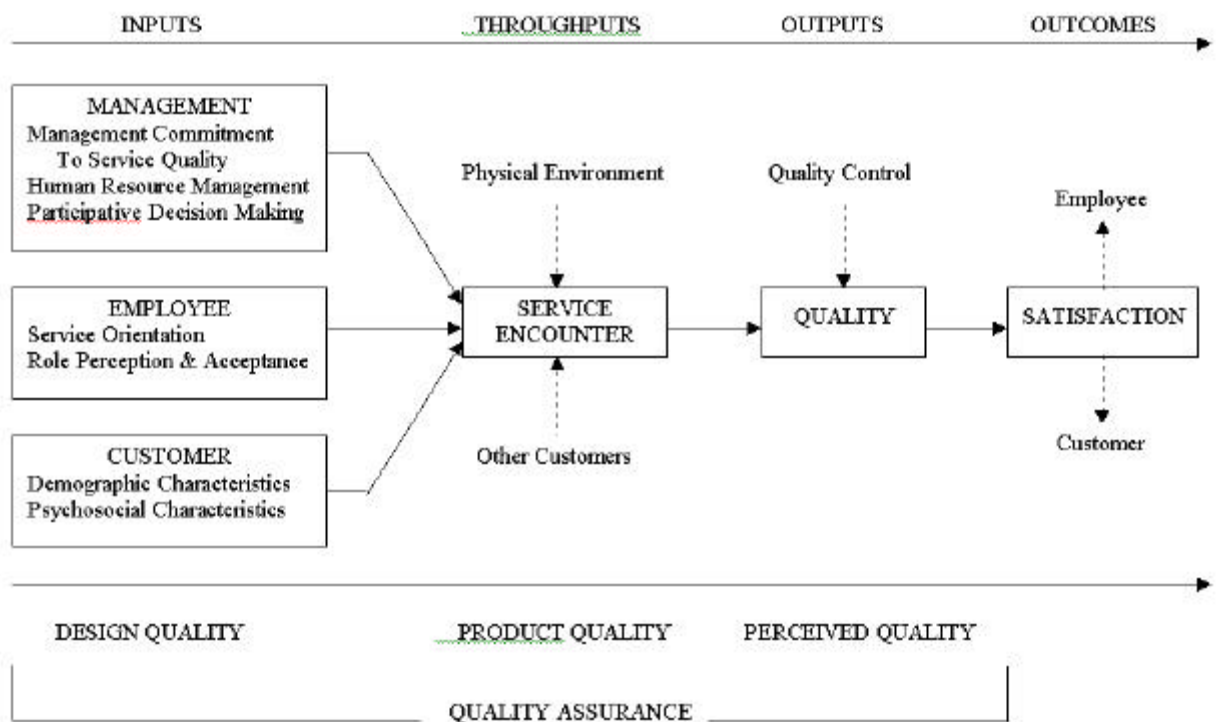 INPUTS THROUGHPUTS OUTPUTS OUTCOMES
MANAGEMENT
Management Commitment
To Service Quality
Human Resource Management
Participative Decision Making
EMPLOYEE
Service Orientation
Role Perception & Acceptance
CUSTOMER
Demographic Characteristics
Psychosocial Characteristics
Physical Environment
SERVICE
ENCOUNTER
Other Customers
Quality Control
QUALITY
Employee
SATISFACTION
Customer
DESIGN QUALITY PRODUCT QUALITY PERCEIVED QUALITY
QUALITY ASSURANCE